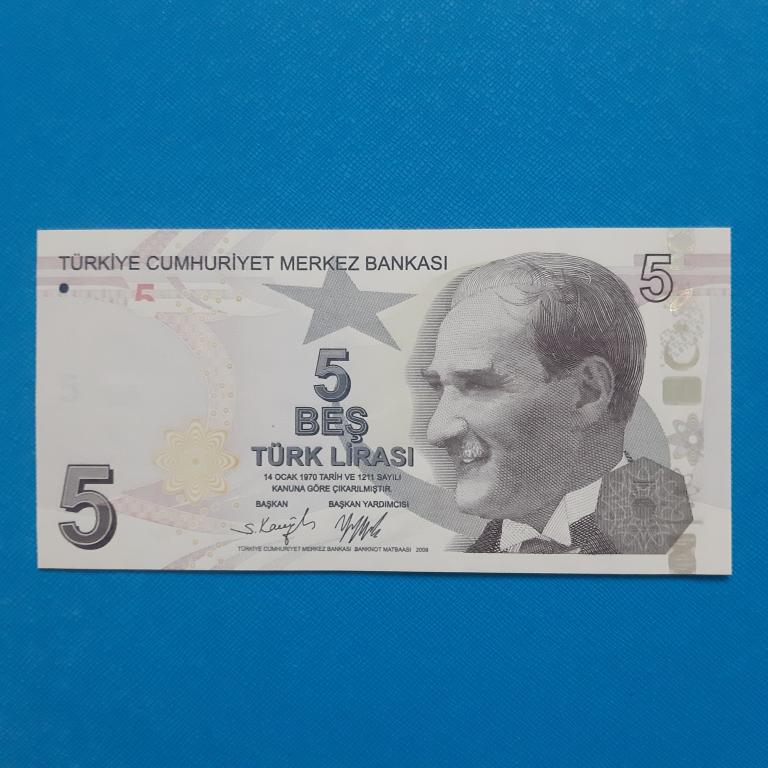 TÜRKİYE CUMHURİYET MERKEZ BANKASI
5
5
5
BEŞ
TÜRK LİRASI
14 OCAK 1970 TARİH VE 1211 SAYILI
KANUNA GÖRE ÇIKARILMIŞTIR.
BAŞKAN BAŞKAN YARDIMCISI
5
TÜRKİYE CUMHURİYET MERKEZ BANKASI BANKNOT MATBAASI 2009